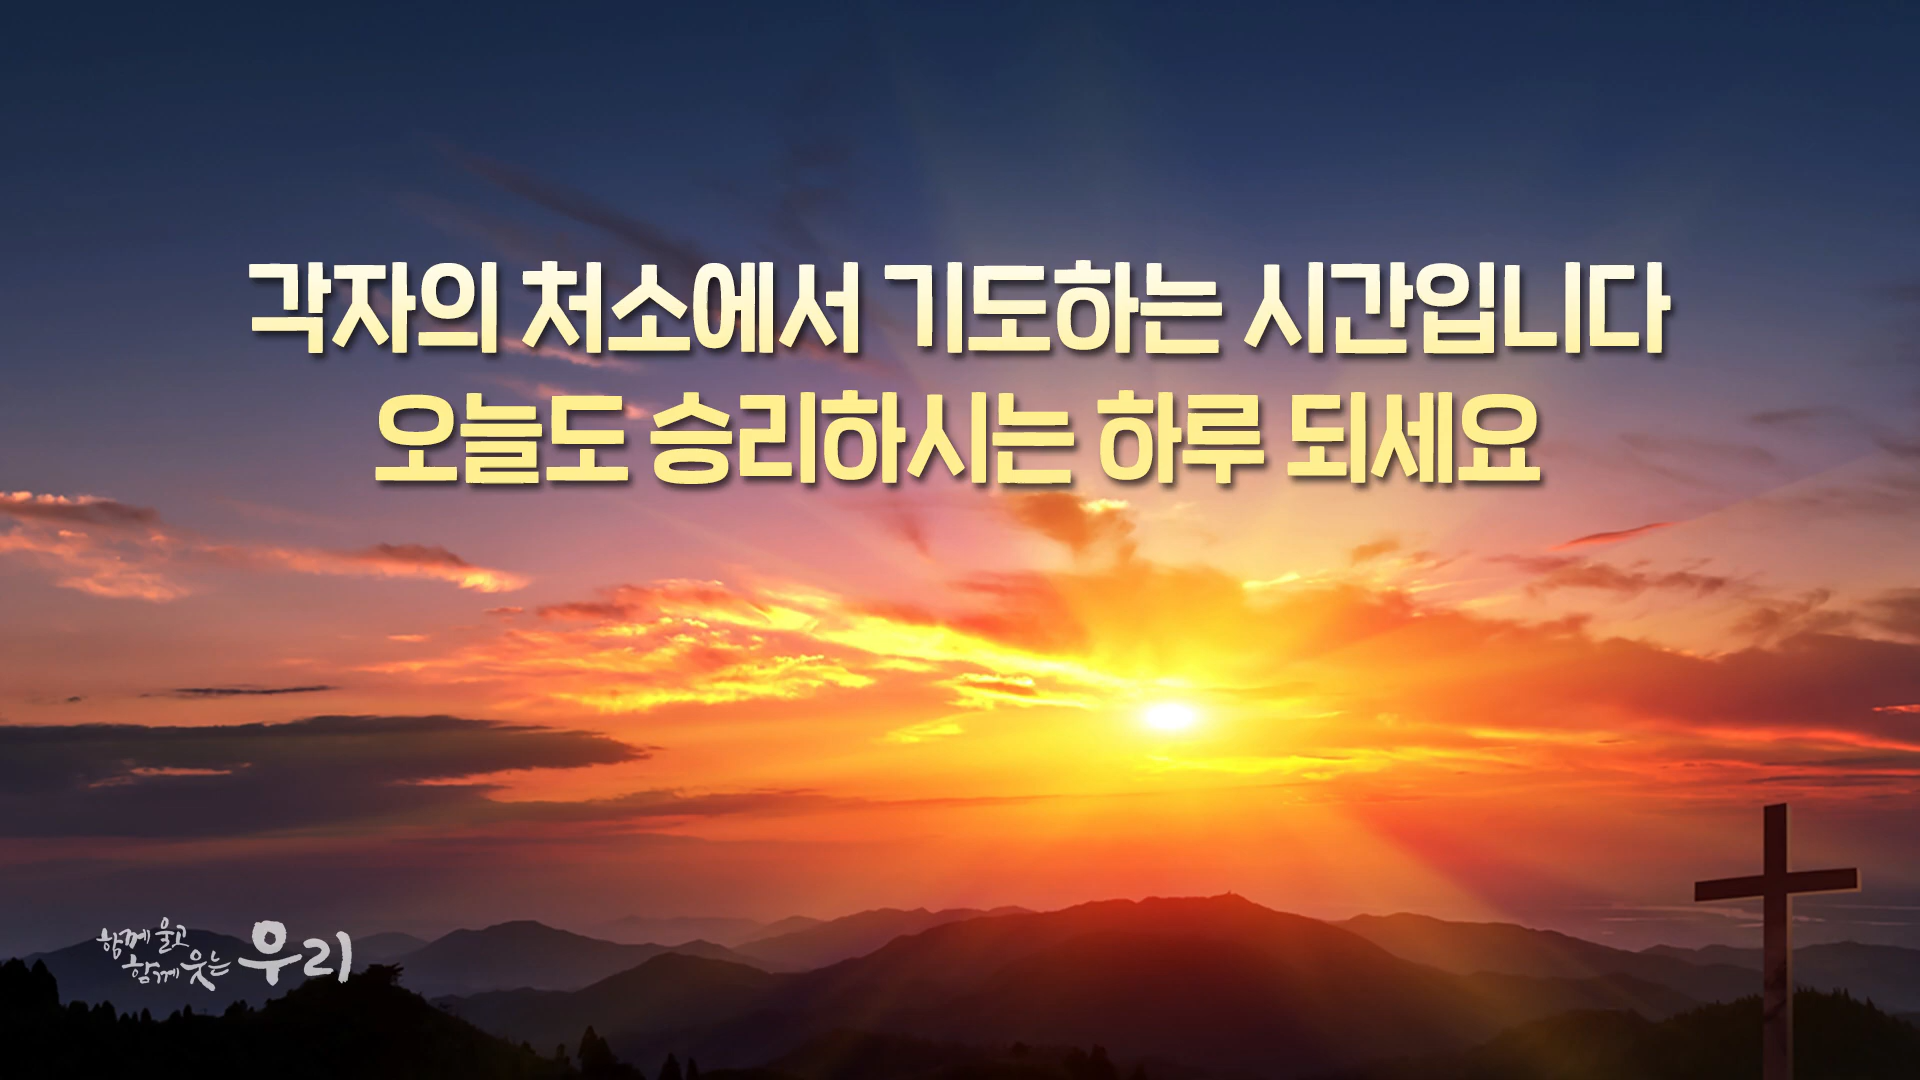 각자의 처소에서 기도하는 시간입니다
오늘도 승리하시는 하루 되세요
함께 울고
함께 웃는 우리